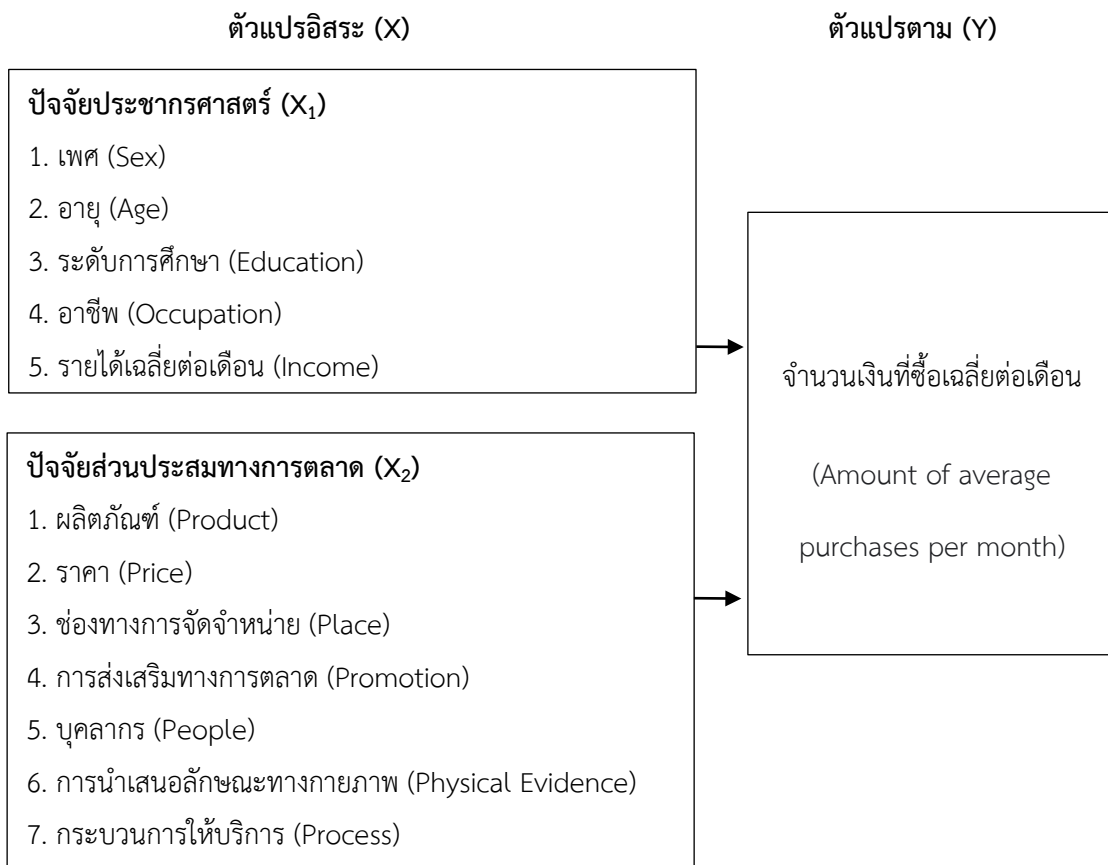 ตัวแปรอิสระ (X)
ตัวแปรตาม (Y)
ปัจจัยประชากรศาสตร์ (X₁)
1. เพศ (Sex)
2. อายุ (Age)
3. ระดับการศึกษา (Education)
4. อาชีพ (Occupation)
5. รายได้เฉลี่ยต่อเดือน (Income)
ปัจจัยส่วนประสมทางการตลาด (X₂)
1. ผลิตภัณฑ์ (Product)
2. ราคา (Price)
3. ช่องทางการจัดจำหน่าย (Place)
4. การส่งเสริมทางการตลาด (Promotion)
5. บุคลากร (People)
6. การนำเสนอลักษณะทางกายภาพ (Physical Evidence)
7. กระบวนการให้บริการ (Process)
จำนวนเงินที่ซื้อเฉลี่ยต่อเดือน
(Amount of average
purchases per month)